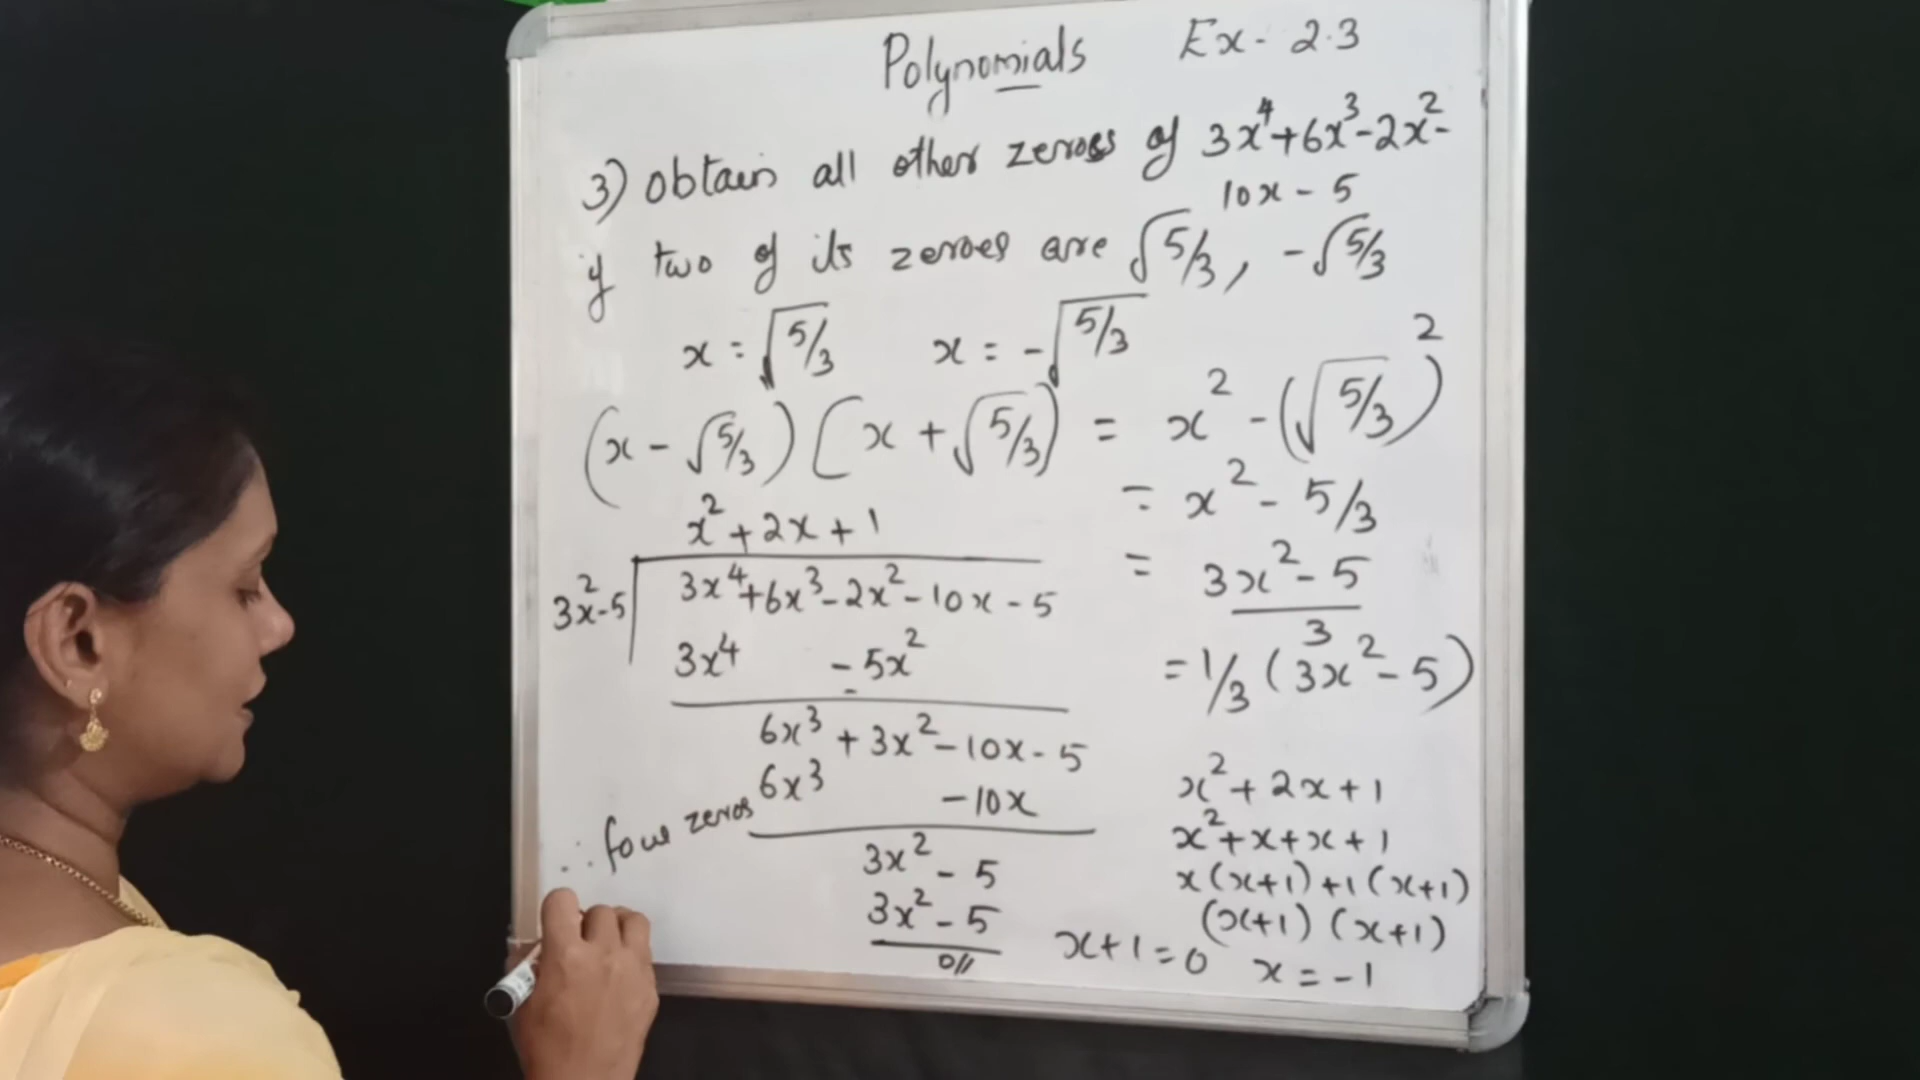 Polynomials Ex- 2.3
3) obtain all other zeroes of 3x⁴+6x³-2x²-
10x - 5
if two of its zeroes are √5/3, -√5/3
x = √5/3 x = -√5/3
(x - √5/3) [x + √5/3) = x² - (√5/3)²
= x² - 5/3
= 3x² - 5
3
= 1/3 (3x² - 5)
x² + 2x + 1
3x²-5 3x⁴+6x³-2x²-10x - 5
3x⁴ - 5x²
-
6x³ + 3x² - 10x - 5
6x³ - 10x
3x² - 5
3x² - 5
0//
x² + 2x + 1
x² + x + x + 1
x(x+1) + 1(x+1)
(x+1) (x+1)
x+1 = 0 x = -1
∴ four zeros